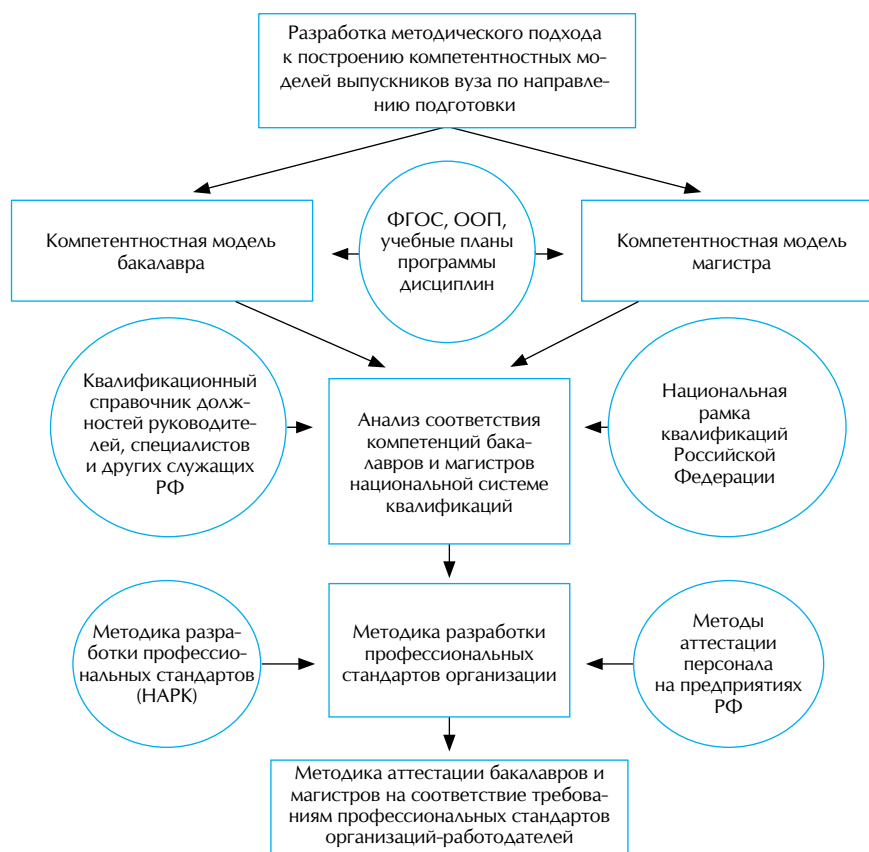 Разработка методического подхода
к построению компетентностных мо-
делей выпускников вуза по направле-
нию подготовки
Компетентностная модель
бакалавра
ФГОС, ООП,
учебные планы
программы
дисциплин
Компетентностная модель
магистра
Квалификационный
справочник долж-
ностей руководите-
лей, специалистов
и других служащих
РФ
Анализ соответствия
компетенций бака-
лавров и магистров
национальной системе
квалификаций
Национальная
рамка
квалификаций
Российской
Федерации
Методика разра-
ботки профессио-
нальных стандартов
(НАРК)
Методика разработки
профессиональных
стандартов организации
Методы
аттестации
персонала
на предприятиях
РФ
Методика аттестации бакалавров и
магистров на соответствие требова-
ниям профессиональных стандартов
организаций-работодателей